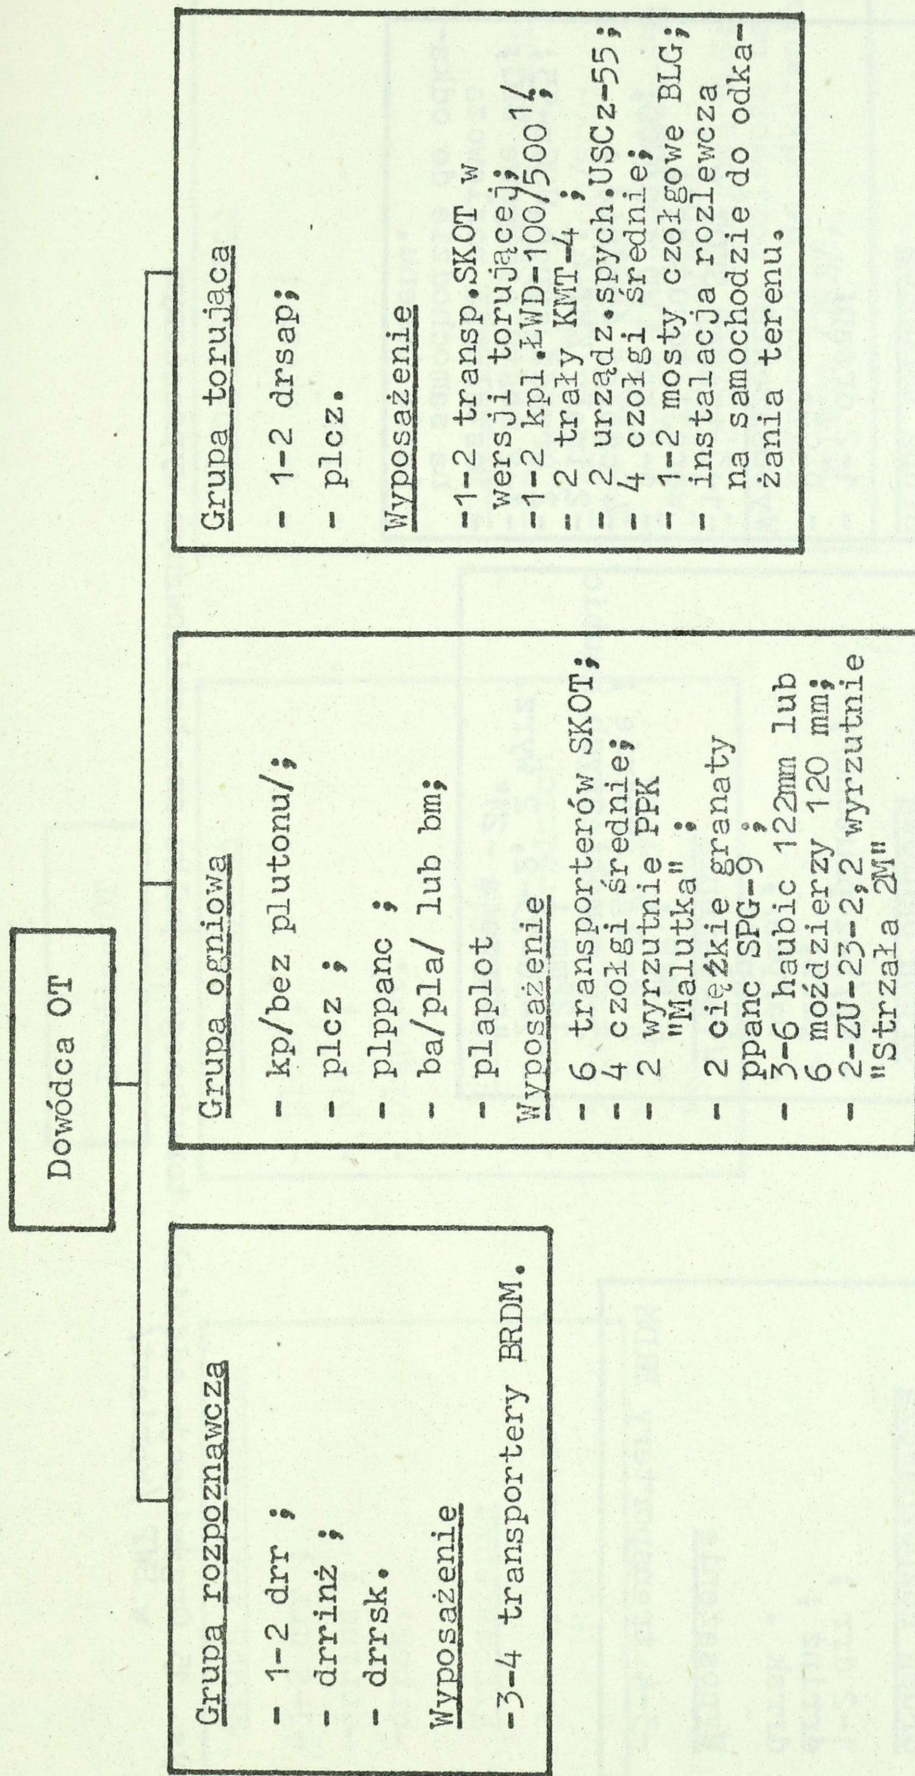 Dowódca OT
Grupa rozpoznawcza
- 1-2 drr ;
- drrinż ;
- drrsk.
Wyposażenie
-3-4 transportery BRDM.
Grupa ogniowa
- kp/bez plutonu/;
- plcz ;
- plppanc ;
- ba/pla/ lub bm;
- plaplot
Wyposażenie
- 6 transporterów SKOT;
- 4 czołgi średnie;
- 2 wyrzutnie PPK
"Malutka" ;
- 2 ciężkie granaty
ppanc SPG-9 ;
- 3-6 haubic 122mm lub
6 moździerzy 120 mm;
- 2-ZU-23-2,2 wyrzutnie
"Strzała 2M"
Grupa torująca
- 1-2 drsap;
- plcz.
Wyposażenie
-1-2 transp.SKOT w
wersji torującej;
-1-2 kpl.ŁWD-100/500 1/;
- 2 trały KMT-4 ;
- 2 urządz.spych.USCz-55;
- 4 czołgi średnie;
- 1-2 mosty czołgowe BLG;
- instalacja rozlewcza
na samochodzie do odka-
żania terenu.